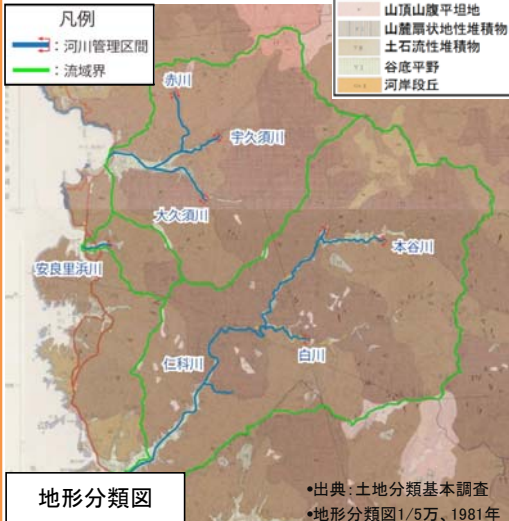 凡例
：河川管理区間
：流域界
山頂山腹平坦地
山麓扇状地性堆積物
土石流性堆積物
谷底平野
河岸段丘
赤川
宇久須川
大久須川
本谷川
安良里浜川
仁科川
白川
地形分類図
•出典：土地分類基本調査
•地形分類図1/5万、1981年